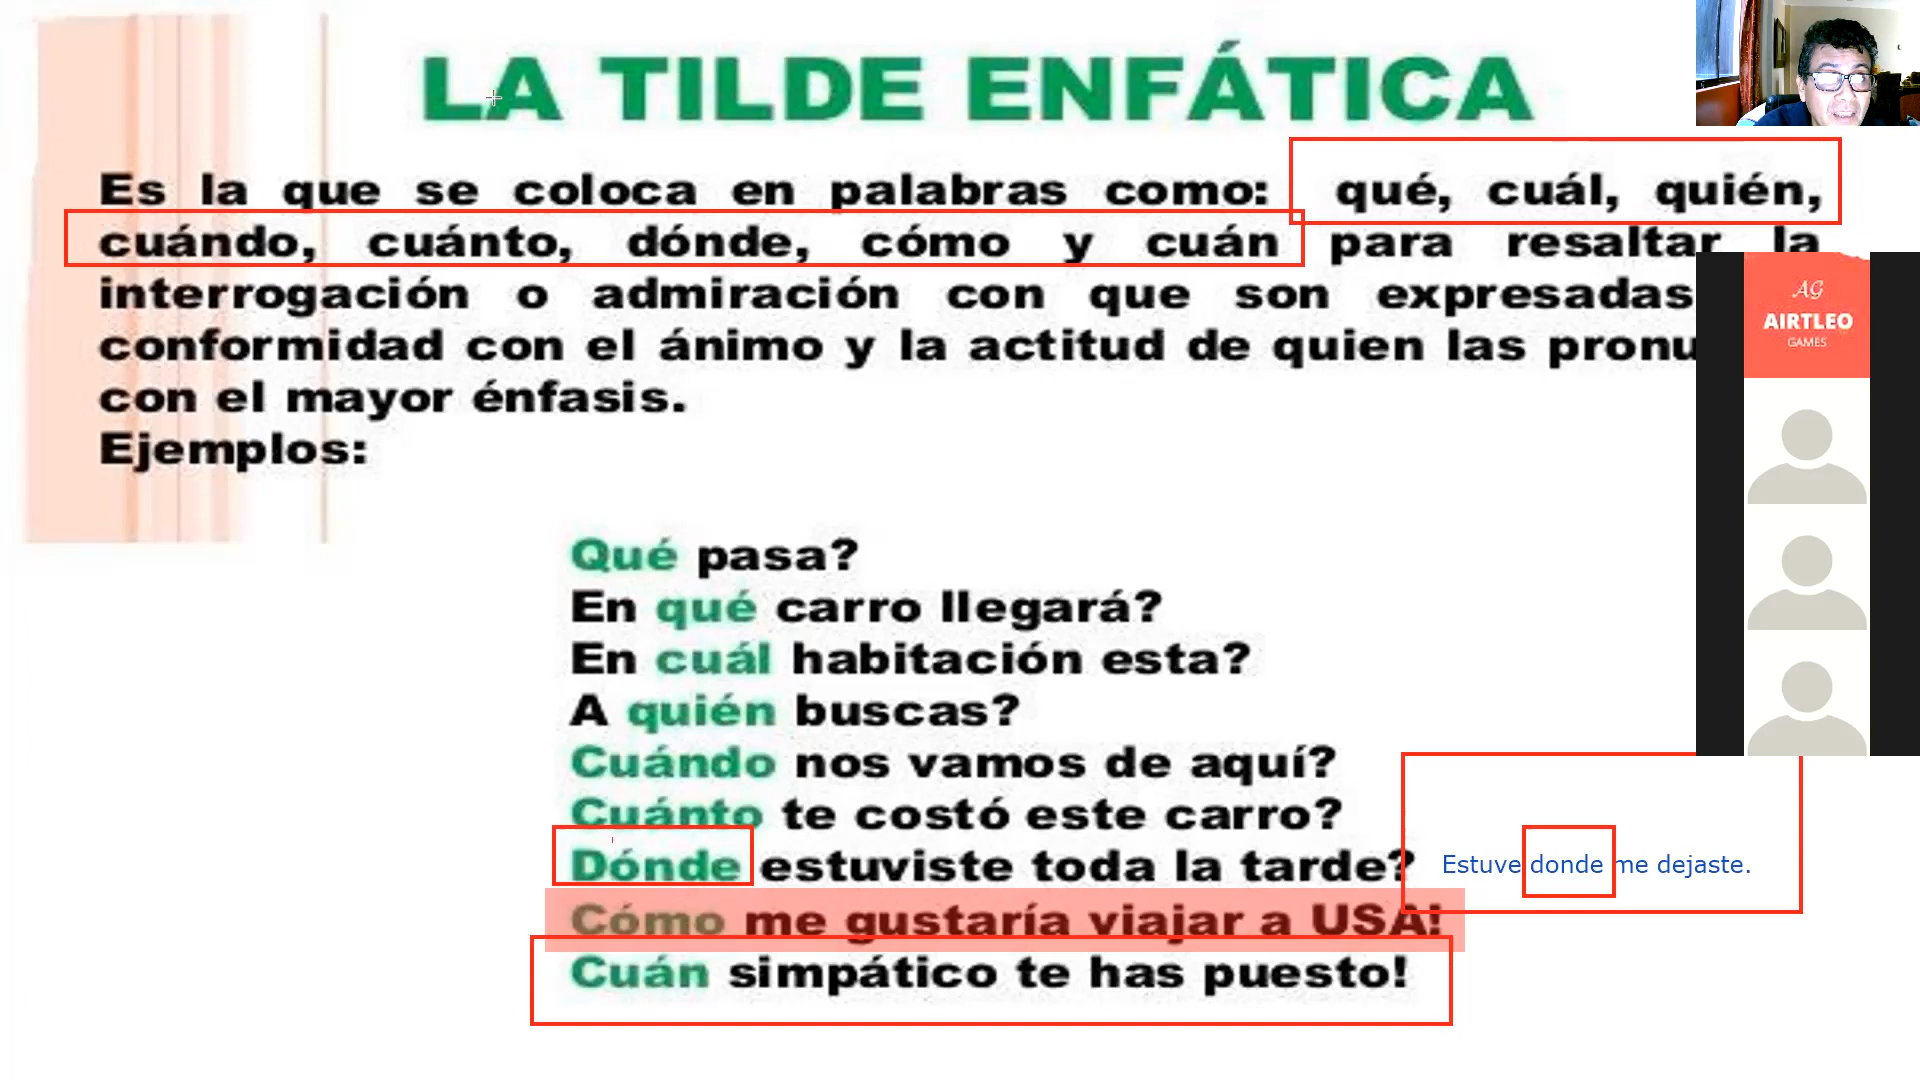 LA TILDE ENFÁTICA
Es la que se coloca en palabras como: qué, cuál, quién,
cuándo, cuánto, dónde, cómo y cuán para resaltar la
interrogación o admiración con que son expresadas
conformidad con el ánimo y la actitud de quien las pronu
con el mayor énfasis.
Ejemplos:
Qué pasa?
En qué carro llegará?
En cuál habitación esta?
A quién buscas?
Cuándo nos vamos de aquí?
Cuánto te costó este carro?
Dónde estuviste toda la tarde? Estuve donde me dejaste.
Cómo me gustaría viajar a USA!
Cuán simpático te has puesto!
AG
AIRTLEO
GAMES